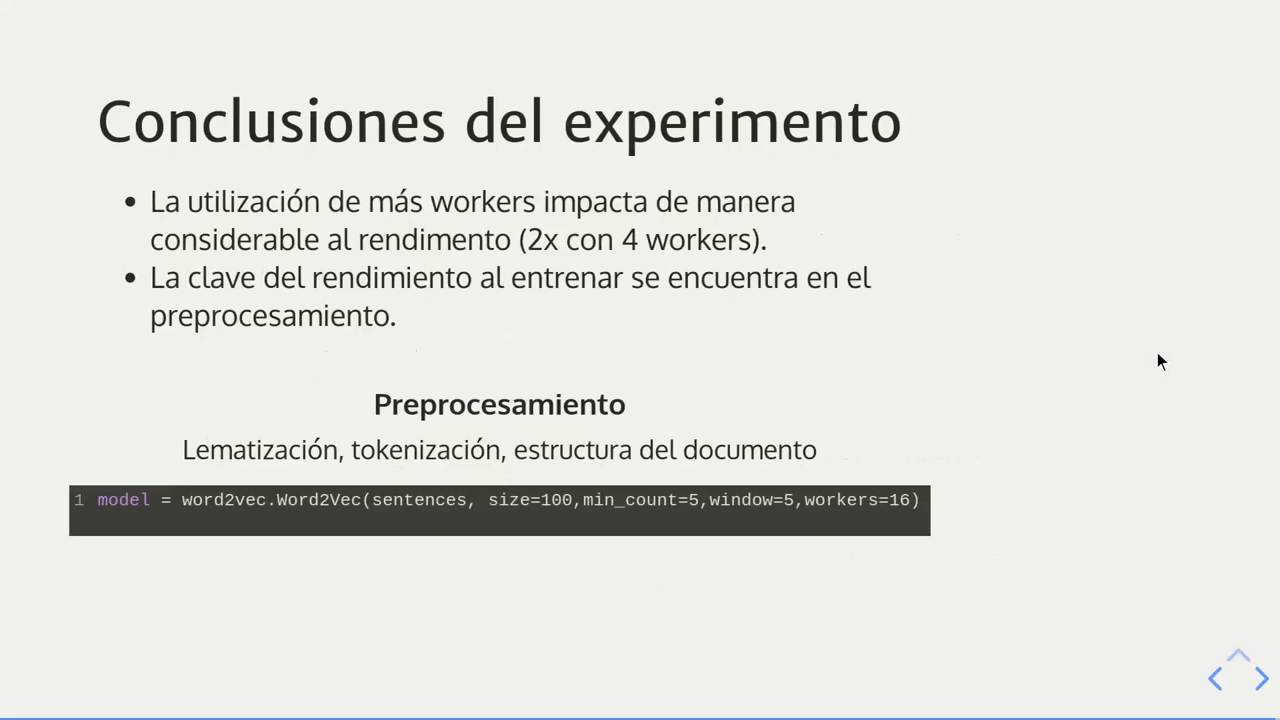 Conclusiones del experimento
• La utilización de más workers impacta de manera
considerable al rendimento (2x con 4 workers).
• La clave del rendimiento al entrenar se encuentra en el
preprocesamiento.
Preprocesamiento
Lematización, tokenización, estructura del documento
1 model = word2vec.Word2Vec(sentences, size=100,min_count=5,window=5,workers=16)